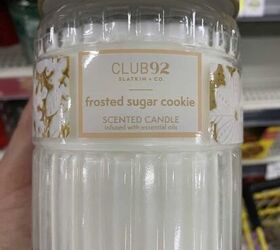 CLUB92
SLATKIN + CO.
frosted sugar cookie
SCENTED CANDLE
infused with essential oils